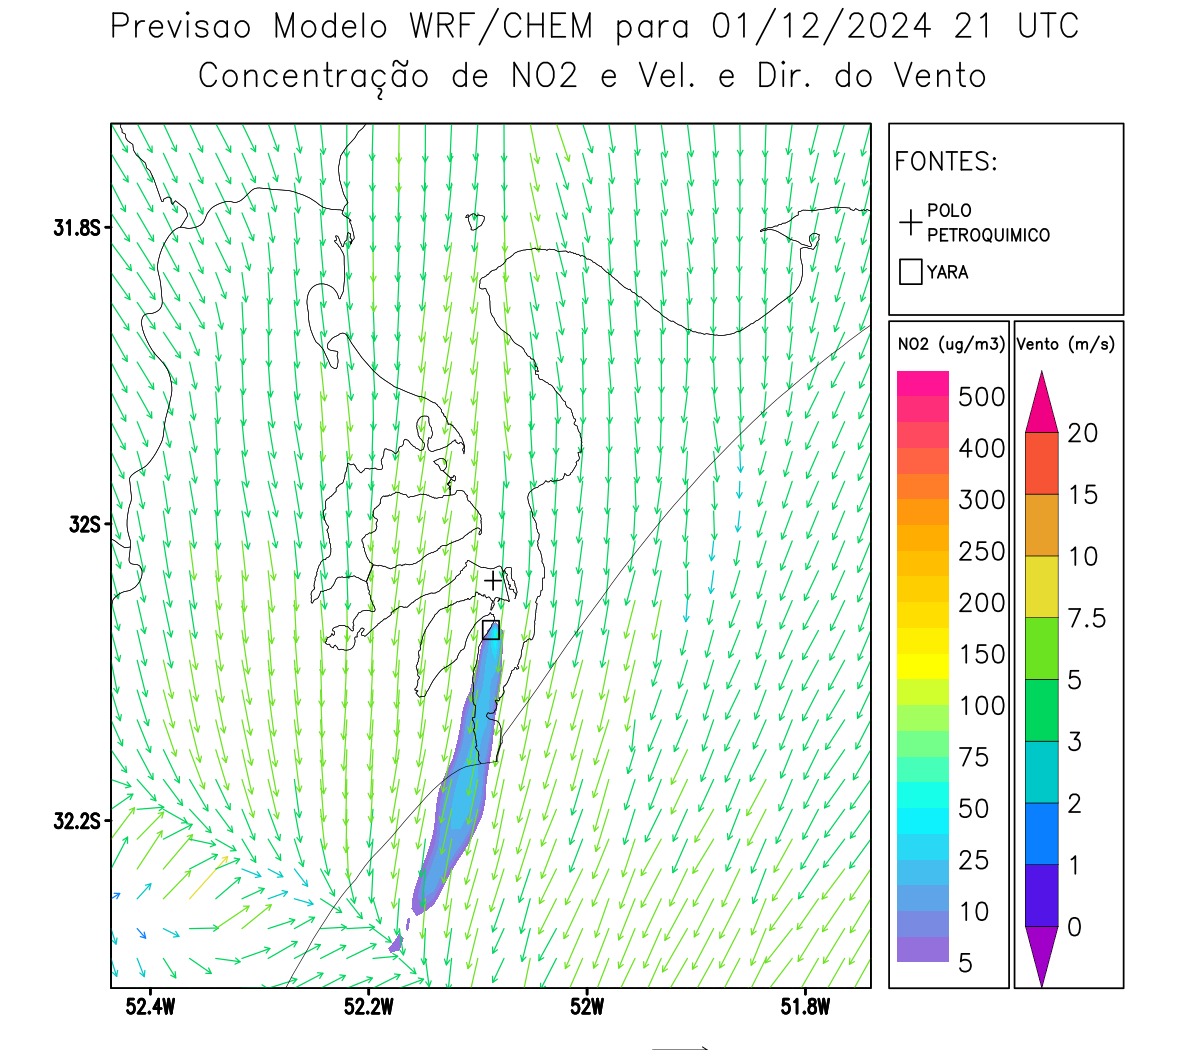 Previsao Modelo WRF/CHEM para 01/12/2024 21 UTC
Concentração de NO2 e Vel. e Dir. do Vento
FONTES:
POLO
PETROQUIMICO
YARA
NO2 (ug/m3)
500
400
300
250
200
150
100
75
50
25
10
5
Vento (m/s)
20
15
10
7.5
5
3
2
1
0
31.8S
32S
32.2S
52.4W
52.2W
52W
51.8W